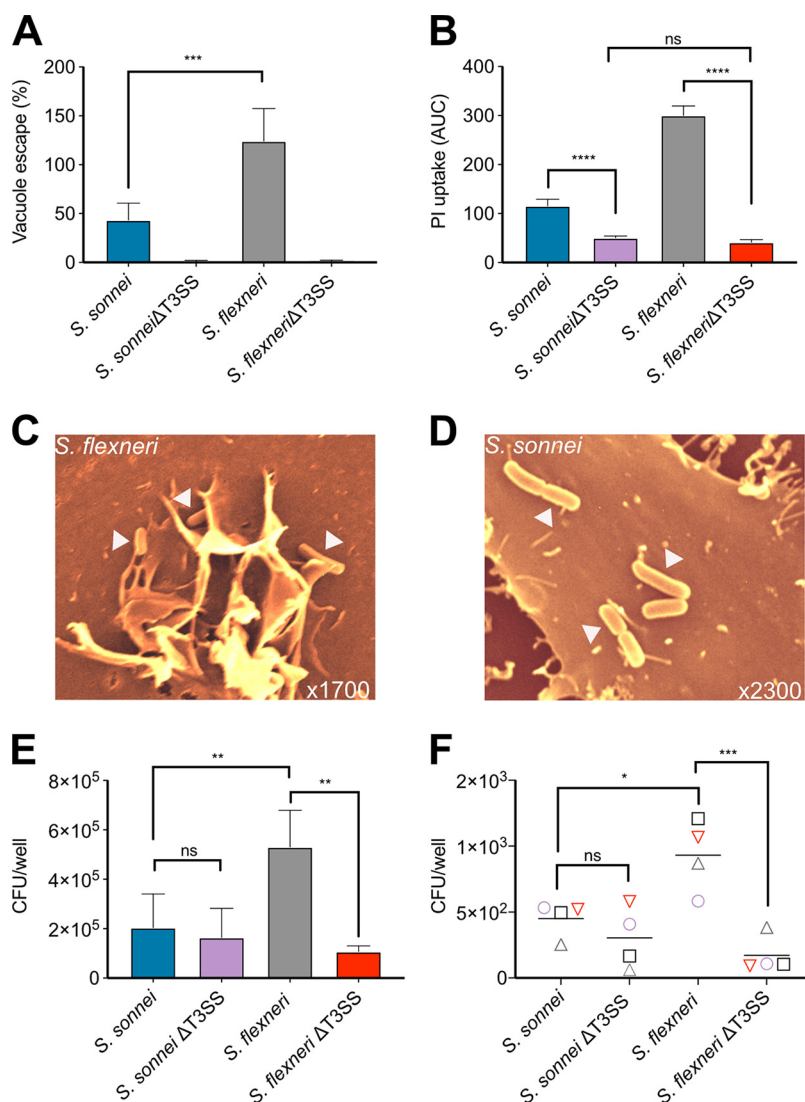 A
Vacuole escape (%)
200
150
100
50
0
***
S. sonnei
S. sonneiΔT3SS
S. flexneri
S. flexneriΔT3SS
B
PI uptake (AUC)
400
300
200
100
0
ns
****
****
S. sonnei
S. sonneiΔT3SS
S. flexneri
S. flexneriΔT3SS
C
S. flexneri
x1700
D
S. sonnei
x2300
E
CFU/well
8×10⁵
6×10⁵
4×10⁵
2×10⁵
0
**
**
ns
S. sonnei
S. sonnei ΔT3SS
S. flexneri
S. flexneri ΔT3SS
F
CFU/well
2×10³
1×10³
5×10²
0
***
*
ns
S. sonnei
S. sonnei ΔT3SS
S. flexneri
S. flexneri ΔT3SS